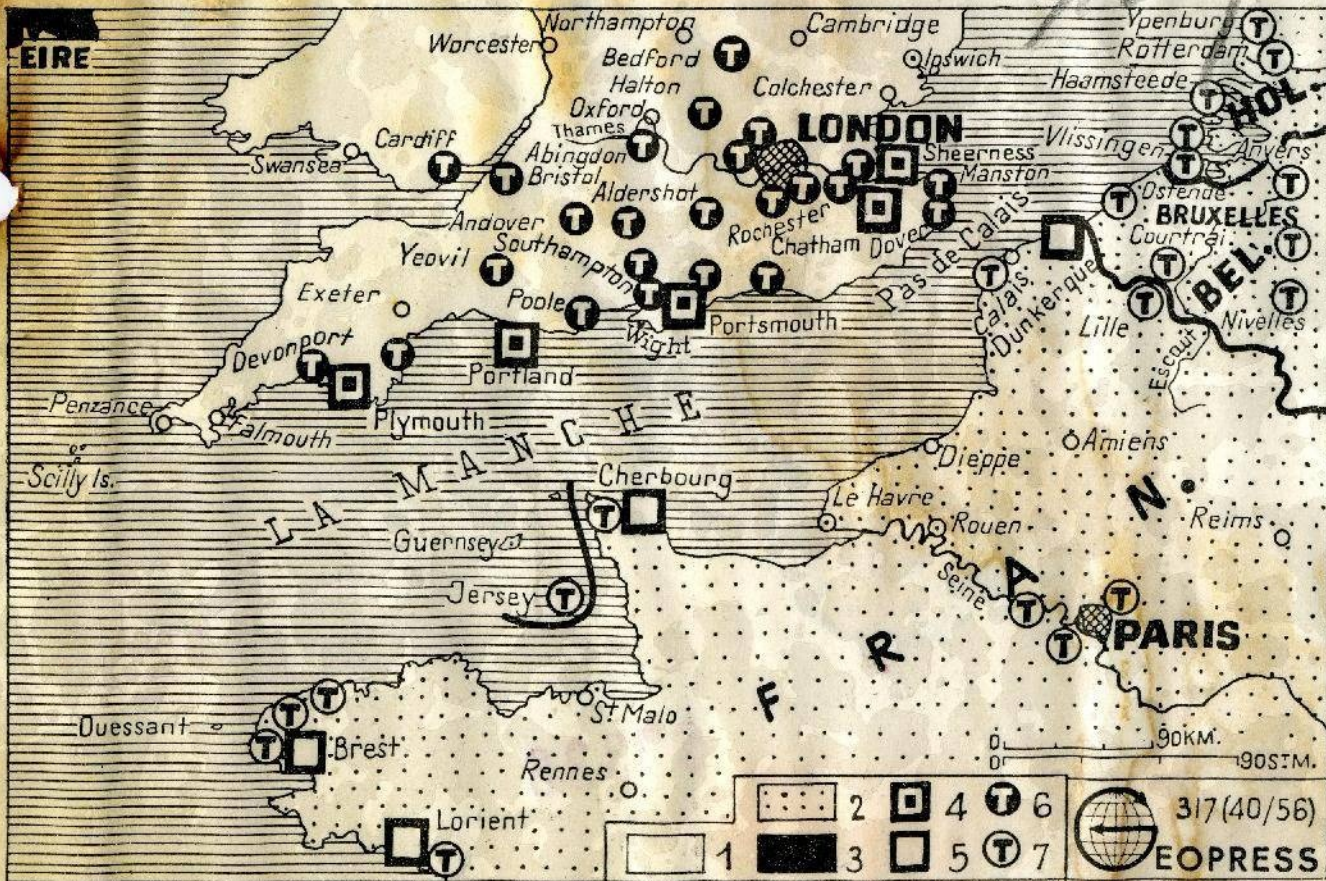 EIRE
Northampton
Cambridge
Worcester
Bedford
Ipswich
Halton
Colchester
Oxford
Thames
LONDON
Cardiff
Swansea
Abingdon
Bristol
Sheerness
Manston
Aldershot
Andover
Rochester
Chatham
Dover
Southampton
Yeovil
Exeter
Poole
Wight
Portsmouth
Devonport
Portland
Penzance
Falmouth
Plymouth
Scilly Is.
LA MANCHE
Pas de Calais
Ypenburg
Rotterdam
Haamsteede
HOL.
Vlissingen
Anvers
Ostende
BRUXELLES
Courtrai
BEL.
Calais
Dunkerque
Lille
Nivelles
Escaut
Amiens
Dieppe
Cherbourg
Le Havre
Rouen
Reims
Guernsey
Jersey
Seine
PARIS
FRAN.
Ouessant
St Malo
Brest
Rennes
Lorient
0 90KM.
0 90ST.M.
1
2
3
4
5
6
7
317(40/56)
EOPRESS